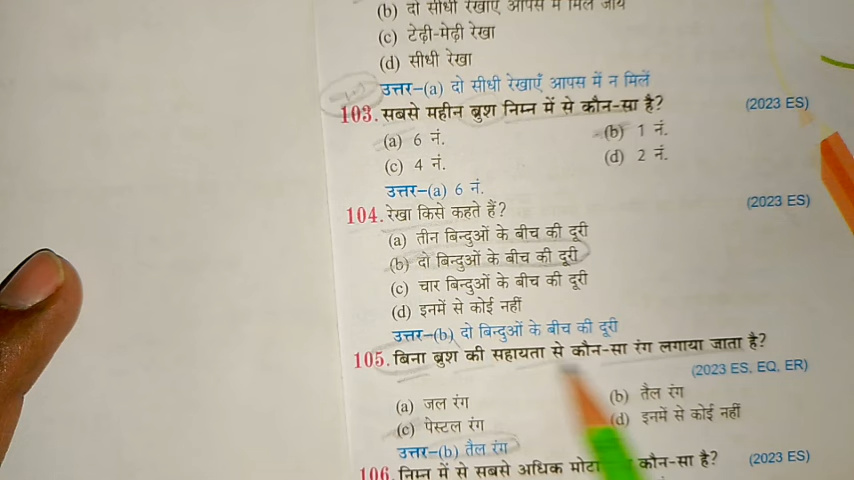 (b) दो सीधी रेखाएँ आपस में मिल जायें
(c) टेढ़ी-मेढ़ी रेखा
(d) सीधी रेखा
उत्तर–(a) दो सीधी रेखाएँ आपस में न मिलें
103. सबसे महीन ब्रुश निम्न में से कौन-सा है? (2023 ES)
(a) 6 नं. (b) 1 नं.
(c) 4 नं. (d) 2 नं.
उत्तर–(a) 6 नं.
104. रेखा किसे कहते हैं? (2023 ES)
(a) तीन बिन्दुओं के बीच की दूरी
(b) दो बिन्दुओं के बीच की दूरी
(c) चार बिन्दुओं के बीच की दूरी
(d) इनमें से कोई नहीं
उत्तर–(b) दो बिन्दुओं के बीच की दूरी
105. बिना ब्रुश की सहायता से कौन-सा रंग लगाया जाता है?
(2023 ES, EQ, ER)
(a) जल रंग (b) तैल रंग
(c) पेस्टल रंग (d) इनमें से कोई नहीं
उत्तर–(b) तैल रंग
106. निम्न में से सबसे अधिक मोटा कौन-सा है? (2023 ES)